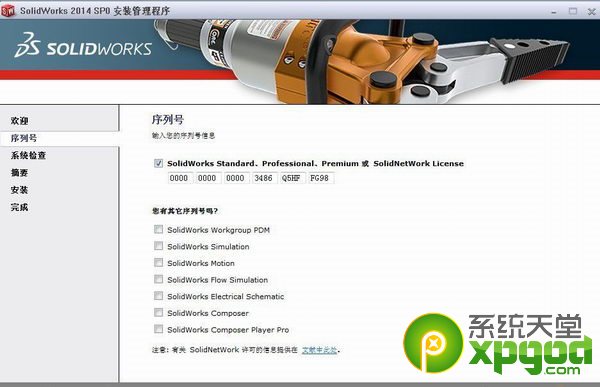 SolidWorks 2014 SP0 安装管理程序
3DS SOLIDWORKS
欢迎
序列号
系统检查
摘要
安装
完成
序列号
输入您的序列号信息
SolidWorks Standard、Professional、Premium 或 SolidNetWork License
0000 0000 0000 3486 Q5HF FG98
您有其它序列号吗?
SolidWorks Workgroup PDM
SolidWorks Simulation
SolidWorks Motion
SolidWorks Flow Simulation
SolidWorks Electrical Schematic
SolidWorks Composer
SolidWorks Composer Player Pro
注意: 有关 SolidNetWork 许可的信息提供在 文献中此处。
系统天堂
xpgod.com